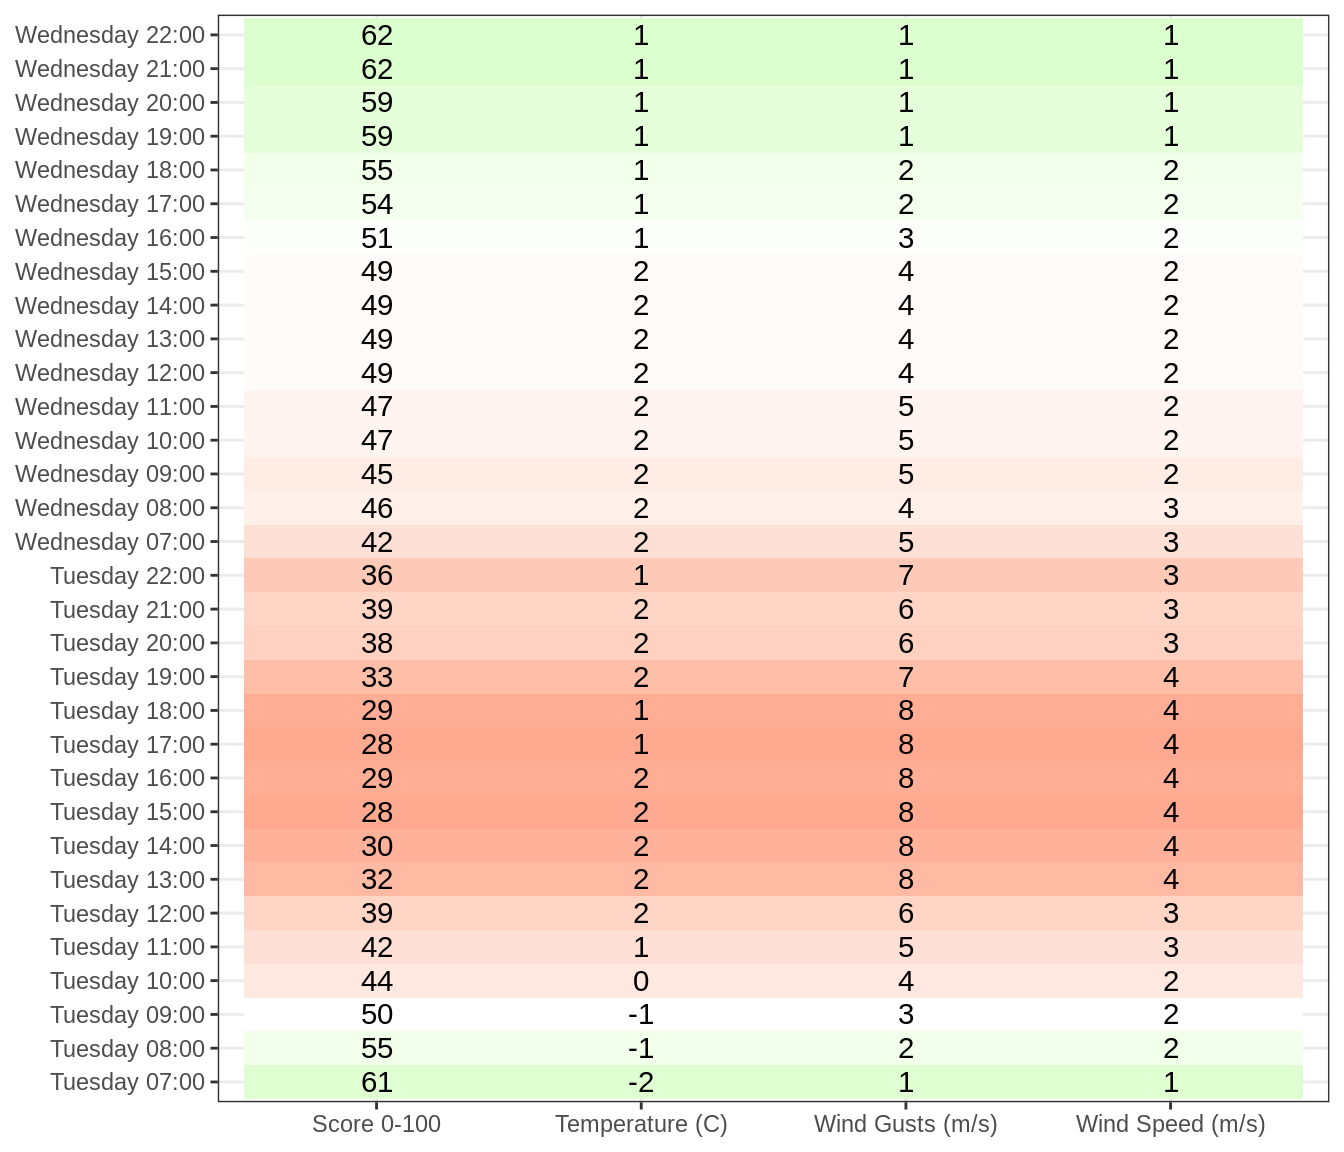 Wednesday 22:00 62 1 1 1
Wednesday 21:00 62 1 1 1
Wednesday 20:00 59 1 1 1
Wednesday 19:00 59 1 1 1
Wednesday 18:00 55 1 2 2
Wednesday 17:00 54 1 2 2
Wednesday 16:00 51 1 3 2
Wednesday 15:00 49 2 4 2
Wednesday 14:00 49 2 4 2
Wednesday 13:00 49 2 4 2
Wednesday 12:00 49 2 4 2
Wednesday 11:00 47 2 5 2
Wednesday 10:00 47 2 5 2
Wednesday 09:00 45 2 5 2
Wednesday 08:00 46 2 4 3
Wednesday 07:00 42 2 5 3
Tuesday 22:00 36 1 7 3
Tuesday 21:00 39 2 6 3
Tuesday 20:00 38 2 6 3
Tuesday 19:00 33 2 7 4
Tuesday 18:00 29 1 8 4
Tuesday 17:00 28 1 8 4
Tuesday 16:00 29 2 8 4
Tuesday 15:00 28 2 8 4
Tuesday 14:00 30 2 8 4
Tuesday 13:00 32 2 8 4
Tuesday 12:00 39 2 6 3
Tuesday 11:00 42 1 5 3
Tuesday 10:00 44 0 4 2
Tuesday 09:00 50 -1 3 2
Tuesday 08:00 55 -1 2 2
Tuesday 07:00 61 -2 1 1
Score 0-100 Temperature (C) Wind Gusts (m/s) Wind Speed (m/s)